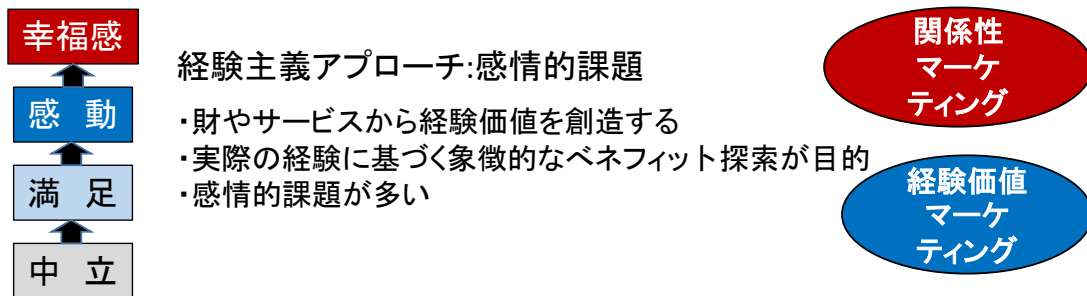 幸福感
感 動
満 足
中 立
経験主義アプローチ:感情的課題
・財やサービスから経験価値を創造する
・実際の経験に基づく象徴的なベネフィット探索が目的
・感情的課題が多い
関係性
マーケ
ティング
経験価値
マーケ
ティング